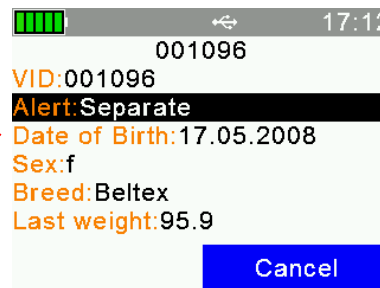 17:12
001096
VID:001096
Alert:Separate
Date of Birth:17.05.2008
Sex:f
Breed:Beltex
Last weight:95.9
Cancel